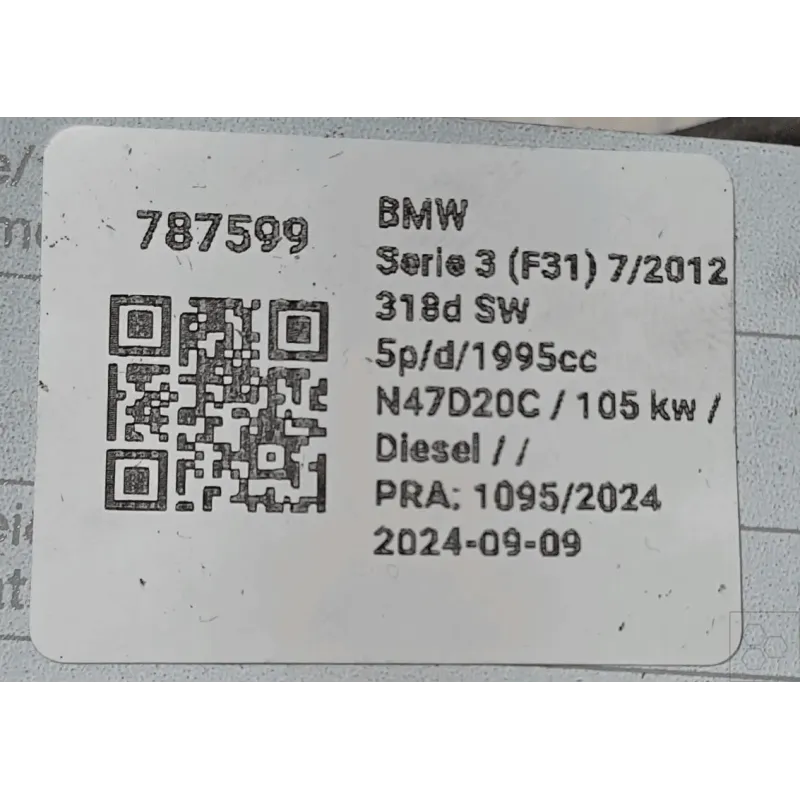 787599
BMW
Serie 3 (F31) 7/2012
318d SW
5p/d/1995cc
N47D20C / 105 kw /
Diesel / /
PRA: 1095/2024
2024-09-09